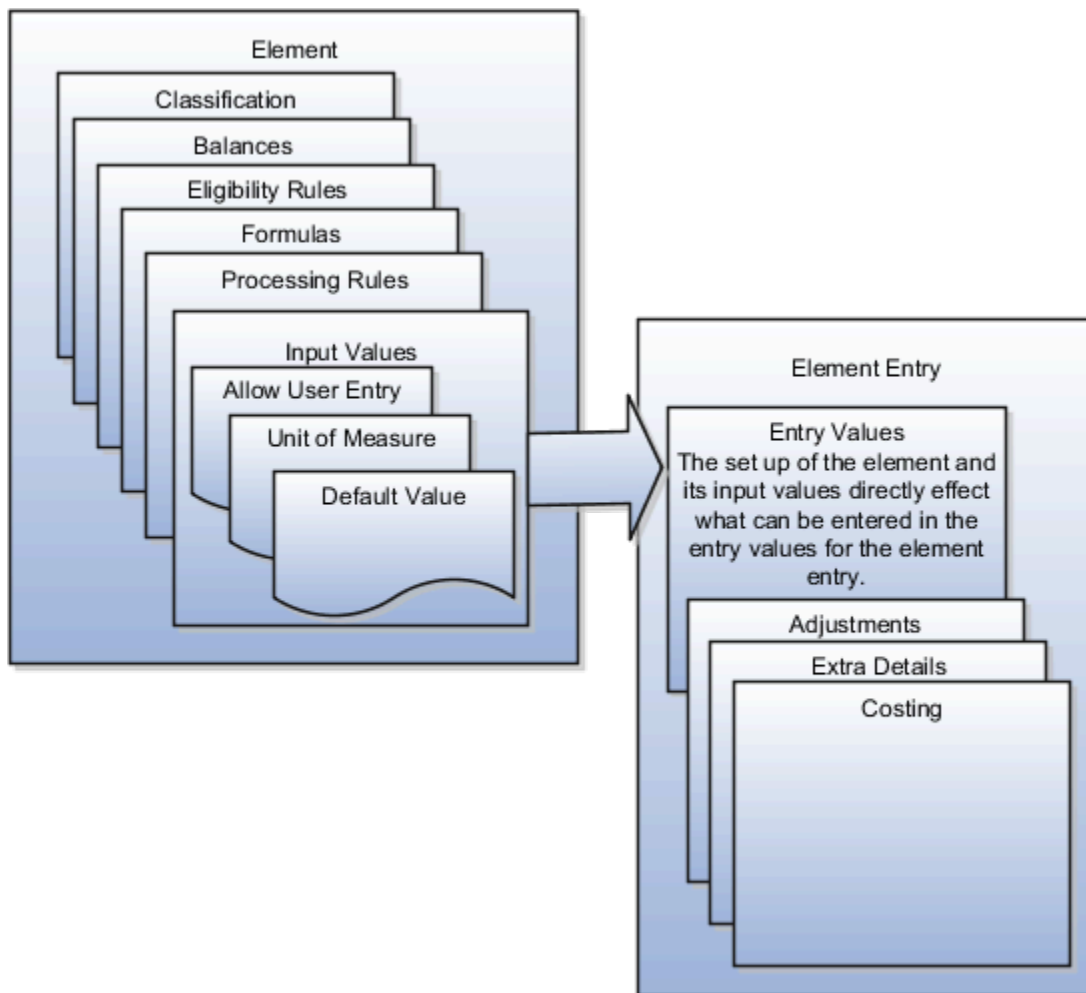 Element
Classification
Balances
Eligibility Rules
Formulas
Processing Rules
Input Values
Allow User Entry
Unit of Measure
Default Value
Element Entry
Entry Values
The set up of the element and
its input values directly effect
what can be entered in the
entry values for the element
entry.
Adjustments
Extra Details
Costing